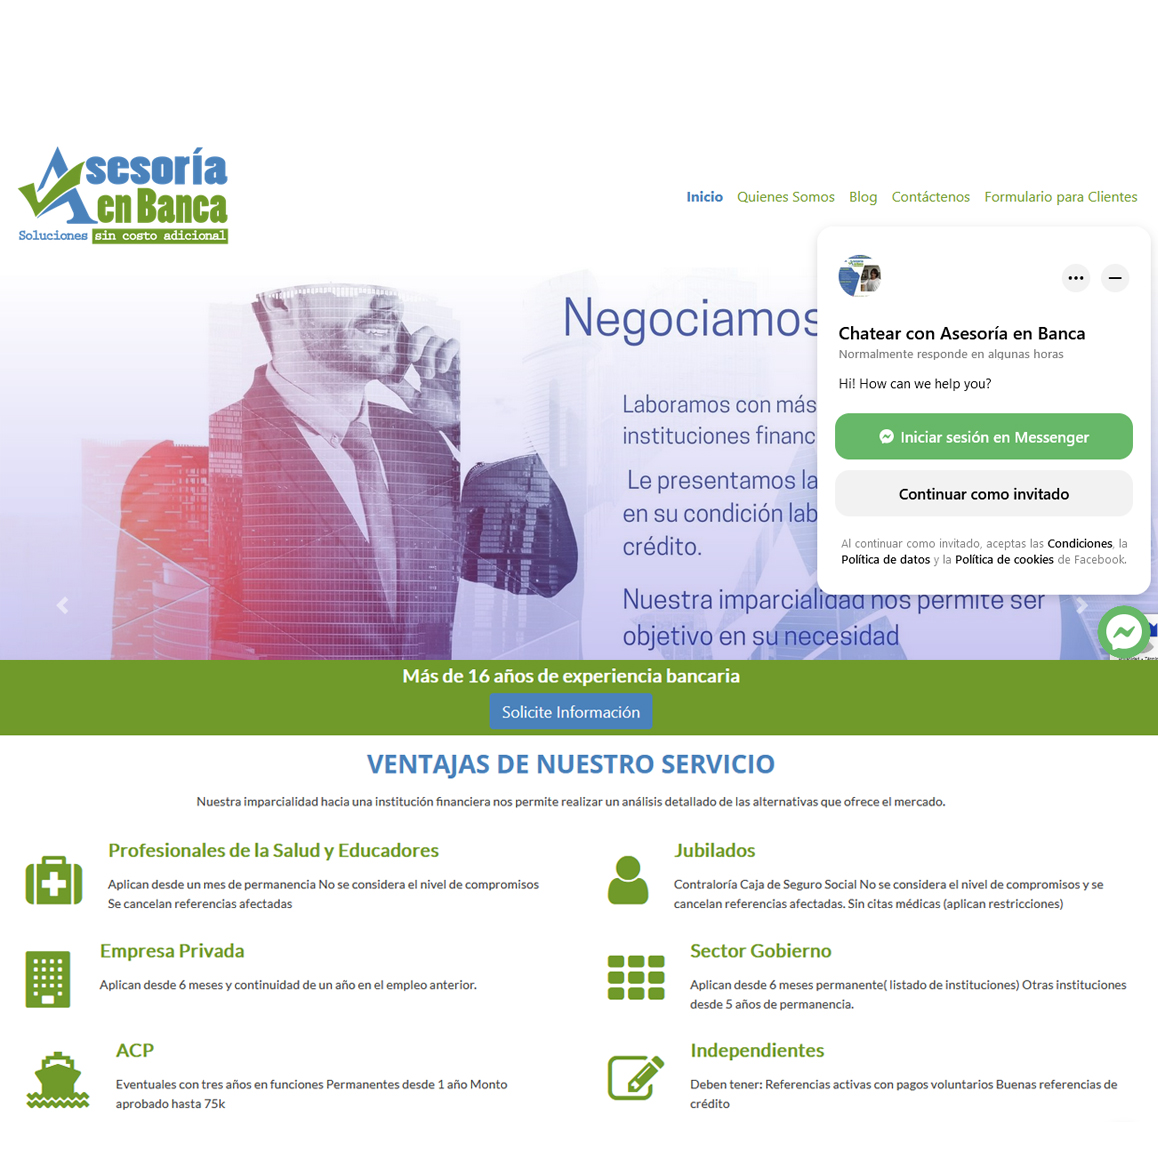 Asesoría
en Banca
Soluciones sin costo adicional
Inicio Quienes Somos Blog Contáctenos Formulario para Clientes
Negociamos
Laboramos con más
instituciones financ
Le presentamos la
en su condición lab
crédito.
Nuestra imparcialidad nos permite ser
objetivo en su necesidad
Chatear con Asesoría en Banca
Normalmente responde en algunas horas
Hi! How can we help you?
Iniciar sesión en Messenger
Continuar como invitado
Al continuar como invitado, aceptas las Condiciones, la
Política de datos y la Política de cookies de Facebook.
Más de 16 años de experiencia bancaria
Solicite Información
VENTAJAS DE NUESTRO SERVICIO
Nuestra imparcialidad hacia una institución financiera nos permite realizar un análisis detallado de las alternativas que ofrece el mercado.
Profesionales de la Salud y Educadores
Aplican desde un mes de permanencia No se considera el nivel de compromisos
Se cancelan referencias afectadas
Jubilados
Contraloría Caja de Seguro Social No se considera el nivel de compromisos y se
cancelan referencias afectadas. Sin citas médicas (aplican restricciones)
Empresa Privada
Aplican desde 6 meses y continuidad de un año en el empleo anterior.
Sector Gobierno
Aplican desde 6 meses permanente( listado de instituciones) Otras instituciones
desde 5 años de permanencia.
ACP
Eventuales con tres años en funciones Permanentes desde 1 año Monto
aprobado hasta 75k
Independientes
Deben tener: Referencias activas con pagos voluntarios Buenas referencias de
crédito